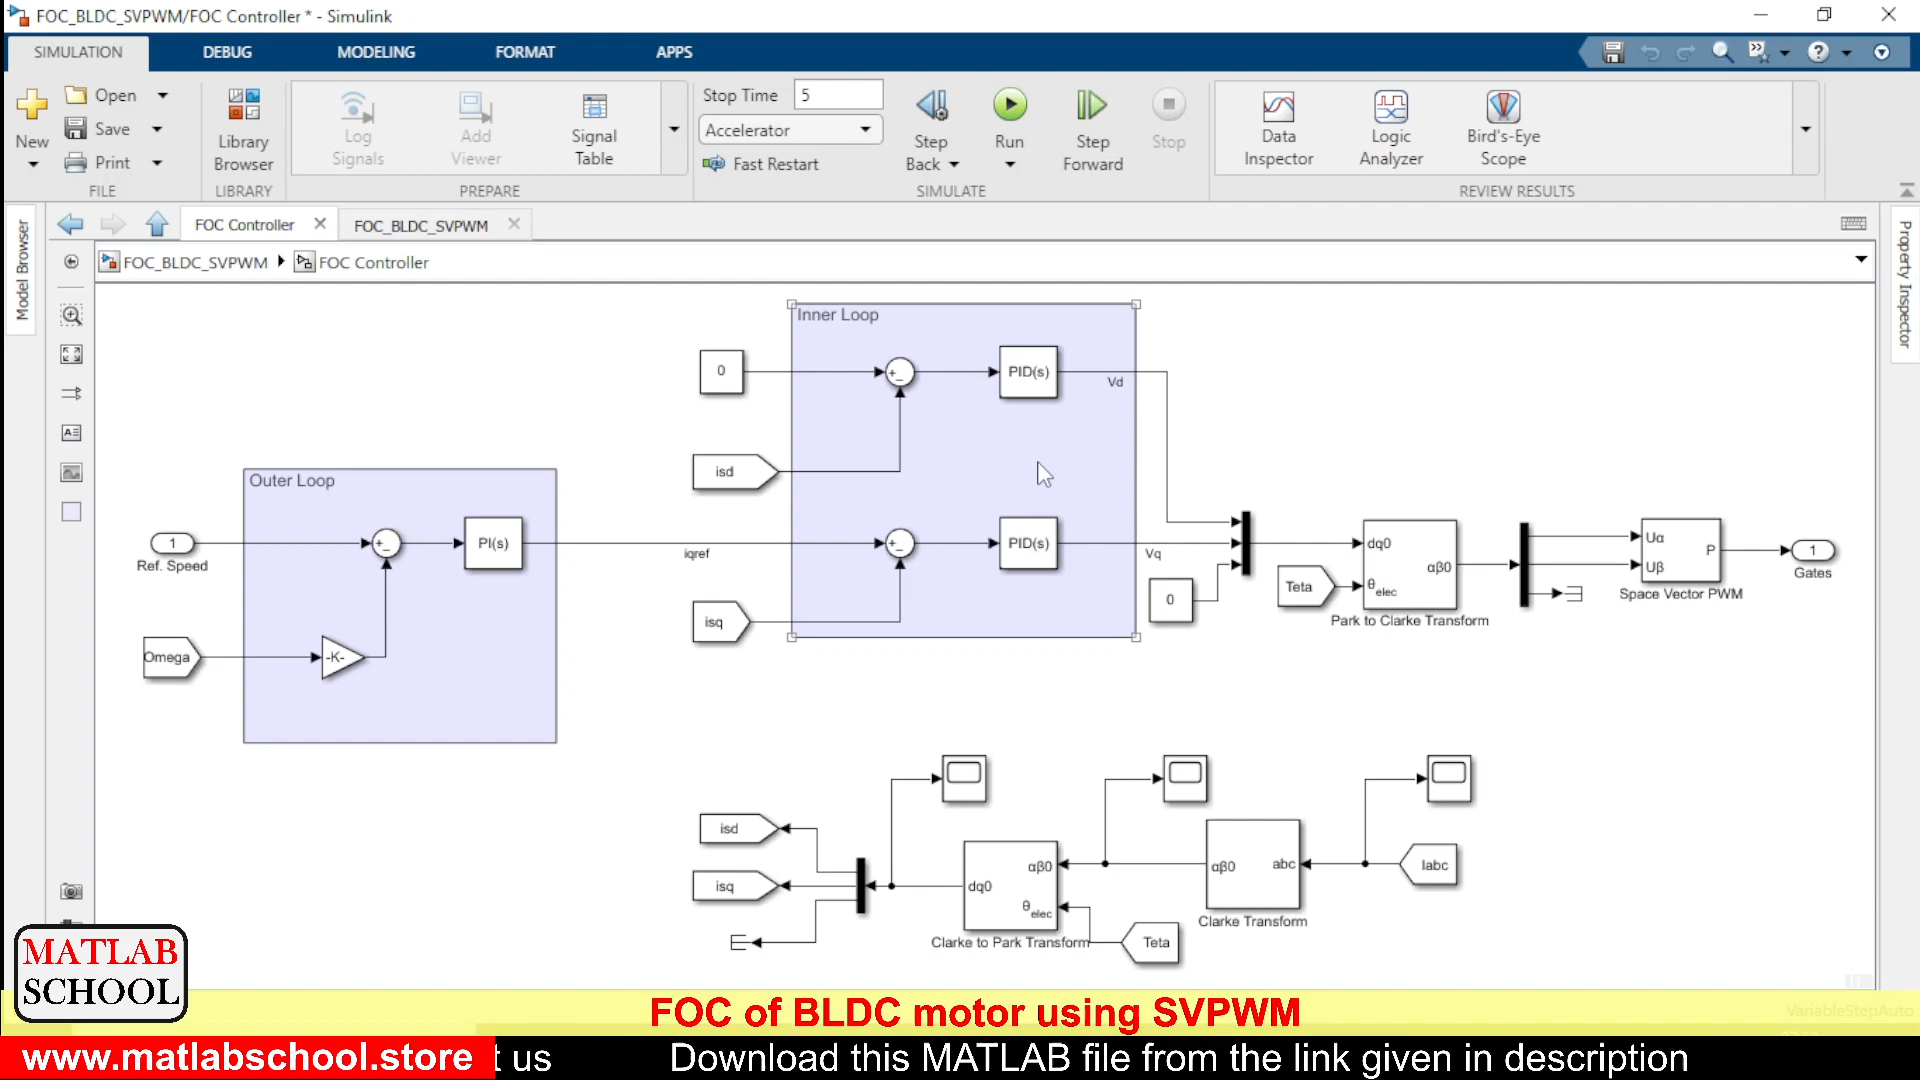 FOC_BLDC_SVPWM/FOC Controller * - Simulink
SIMULATION DEBUG MODELING FORMAT APPS
New
Open
Save
Print
FILE
Library Browser
LIBRARY
Log Signals
Add Viewer
Signal Table
PREPARE
Stop Time 5
Accelerator
Fast Restart
Step Back
Run
Step Forward
Stop
SIMULATE
Data Inspector
Logic Analyzer
Bird's-Eye Scope
REVIEW RESULTS
Model Browser
Property Inspector
FOC Controller
FOC_BLDC_SVPWM
FOC_BLDC_SVPWM FOC Controller
Inner Loop
0
+_
PID(s)
Vd
isd
Outer Loop
1
Ref. Speed
+_
PI(s)
iqref
+_
PID(s)
Vq
isq
Omega
-K-
0
Teta
dq0
θelec
αβ0
Park to Clarke Transform
Uα
Uβ
P
Space Vector PWM
1
Gates
isd
isq
dq0
αβ0
θelec
Clarke to Park Transform
Teta
αβ0
abc
Clarke Transform
Iabc
MATLAB
SCHOOL
VariableStepAuto
FOC of BLDC motor using SVPWM
www.matlabschool.store t us Download this MATLAB file from the link given in description